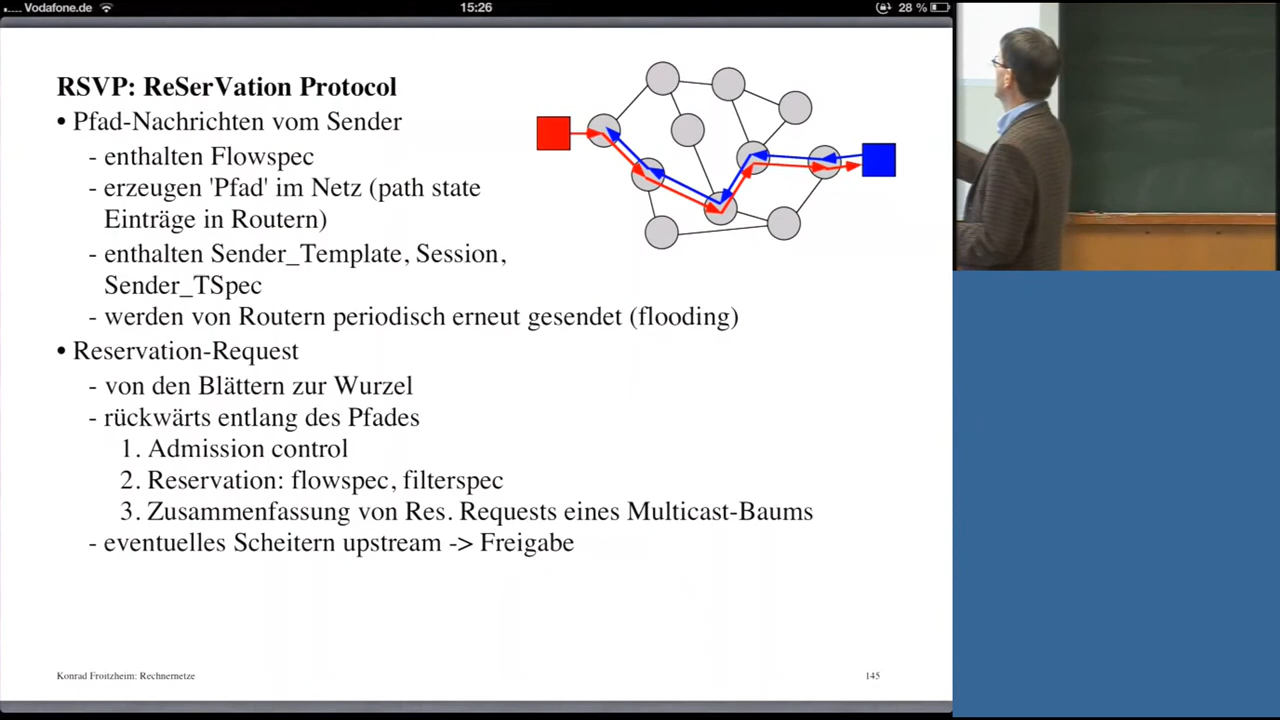 Vodafone.de
15:26
28 %
RSVP: ReSerVation Protocol
• Pfad-Nachrichten vom Sender
- enthalten Flowspec
- erzeugen 'Pfad' im Netz (path state
Einträge in Routern)
- enthalten Sender_Template, Session,
Sender_TSpec
- werden von Routern periodisch erneut gesendet (flooding)
• Reservation-Request
- von den Blättern zur Wurzel
- rückwärts entlang des Pfades
1. Admission control
2. Reservation: flowspec, filterspec
3. Zusammenfassung von Res. Requests eines Multicast-Baums
- eventuelles Scheitern upstream -> Freigabe
Konrad Froitzheim: Rechnernetze
145